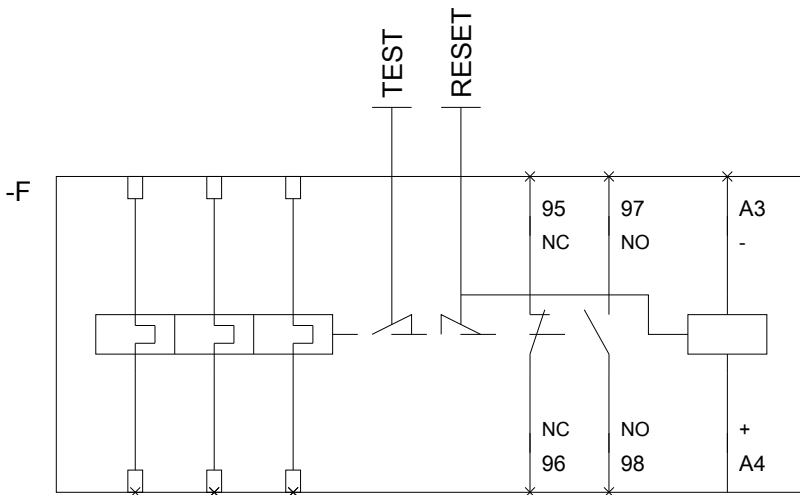 TEST
RESET
-F
95
97
A3
NC
NO
-
NC
NO
+
96
98
A4